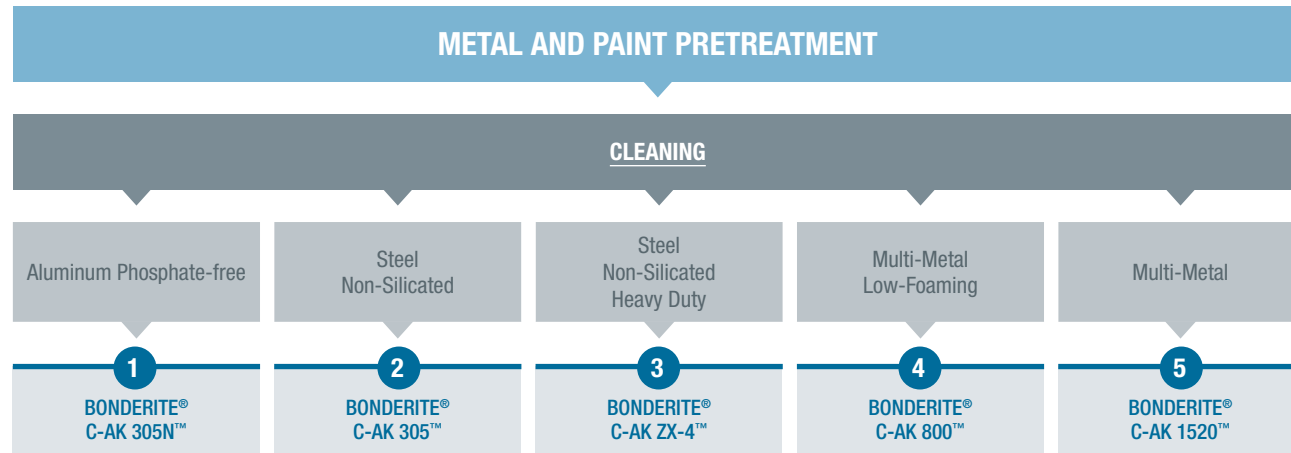 METAL AND PAINT PRETREATMENT
CLEANING
Aluminum Phosphate-free
Steel
Non-Silicated
Steel
Non-Silicated
Heavy Duty
Multi-Metal
Low-Foaming
Multi-Metal
1
BONDERITE®
C-AK 305N™
2
BONDERITE®
C-AK 305™
3
BONDERITE®
C-AK ZX-4™
4
BONDERITE®
C-AK 800™
5
BONDERITE®
C-AK 1520™